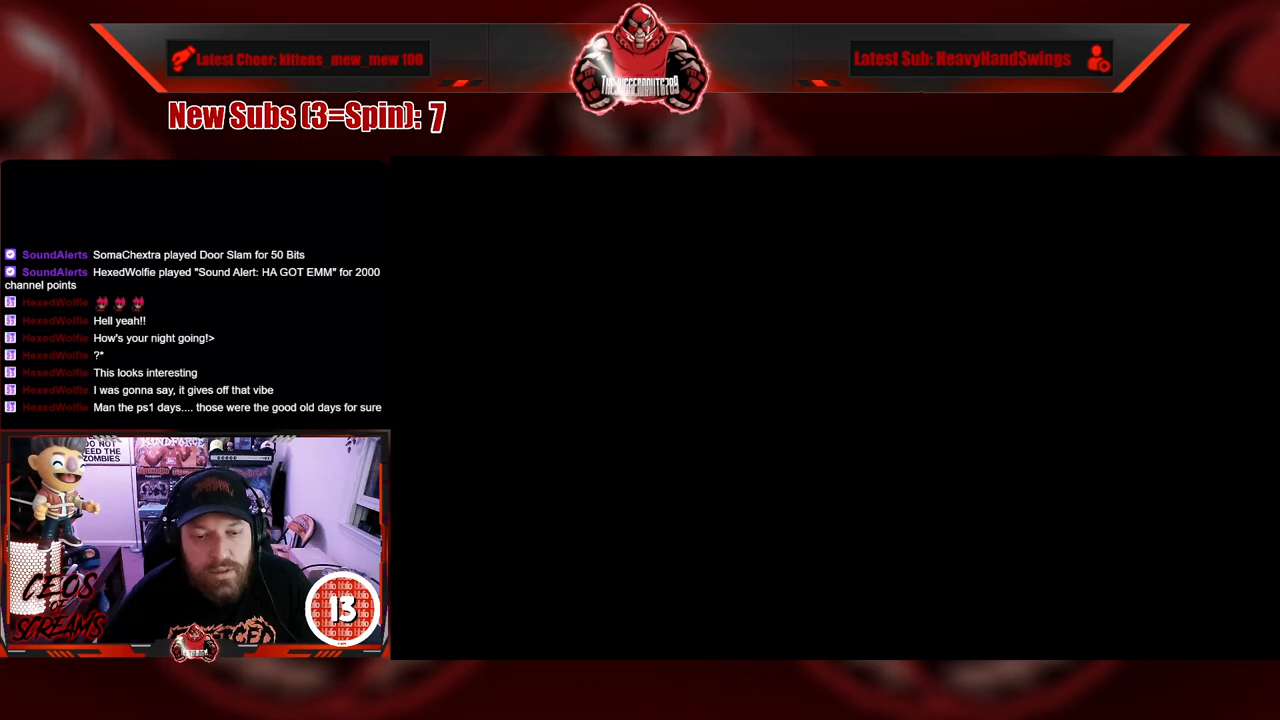 Latest Cheer: kittens_mew_mew 100
THEJUGGERNAUT6789
Latest Sub: HeavyHandSwings
New Subs (3=Spin): 7
SoundAlerts SomaChextra played Door Slam for 50 Bits
SoundAlerts HexedWolfie played "Sound Alert: HA GOT EMM" for 2000
channel points
HexedWolfie
HexedWolfie Hell yeah!!
HexedWolfie How's your night going!>
HexedWolfie ?*
HexedWolfie This looks interesting
HexedWolfie I was gonna say, it gives off that vibe
HexedWolfie Man the ps1 days.... those were the good old days for sure
DO NOT
FEED THE
ZOMBIES
CEOS
OF
SCREAMS
13